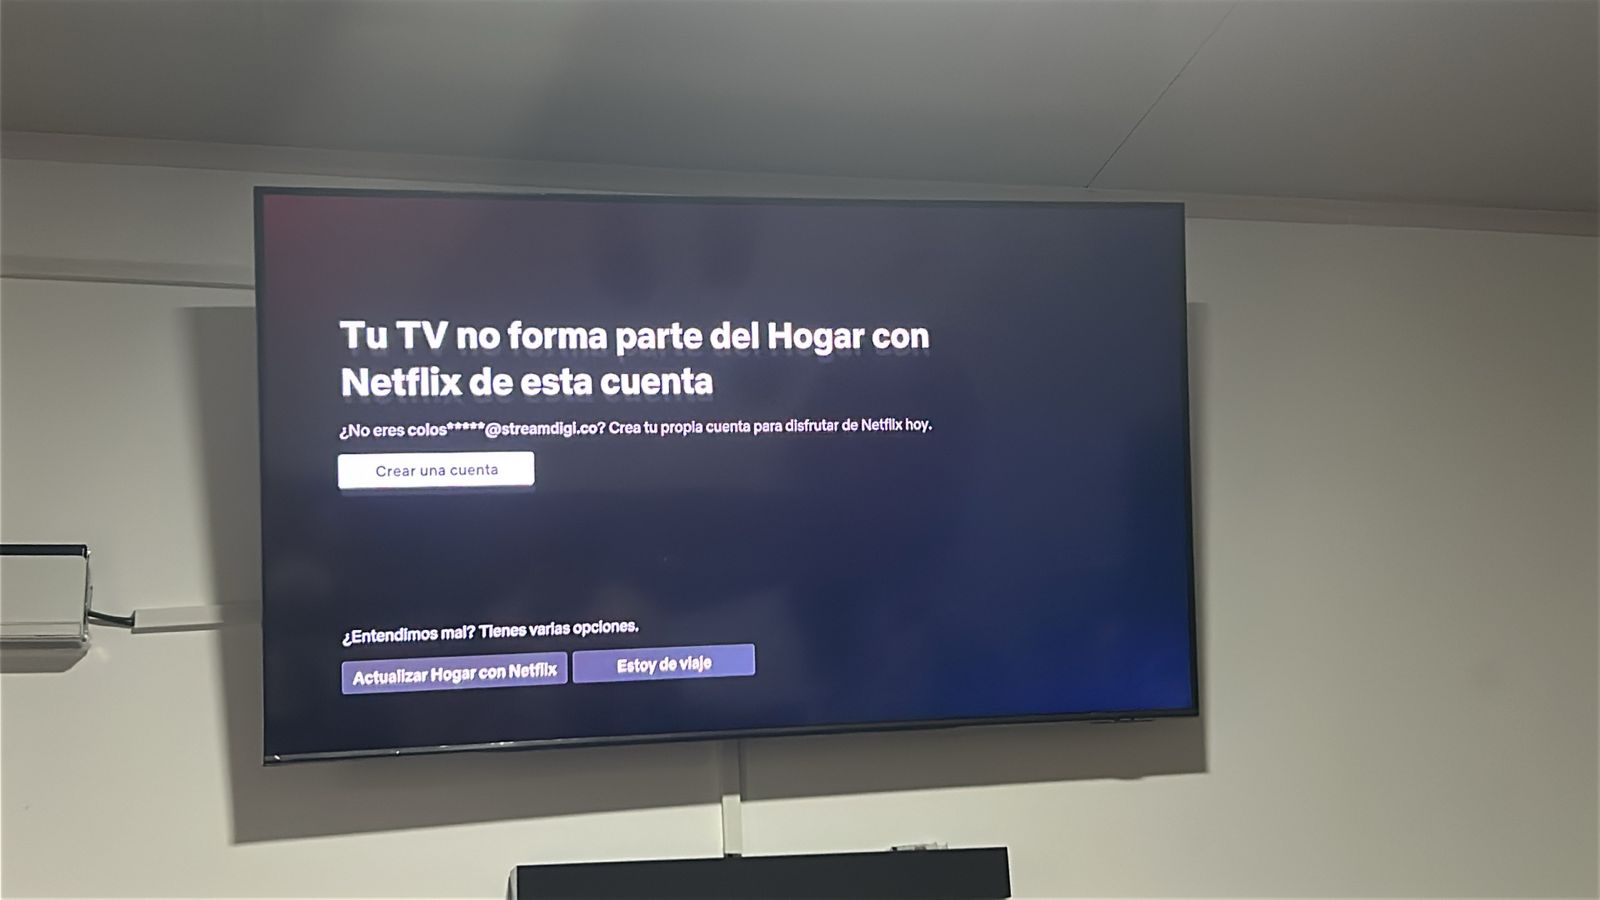 Tu TV no forma parte del Hogar con
Netflix de esta cuenta
¿No eres colos*****@streamdigi.co? Crea tu propia cuenta para disfrutar de Netflix hoy.
Crear una cuenta
¿Entendimos mal? Tienes varias opciones.
Actualizar Hogar con Netflix
Estoy de viaje